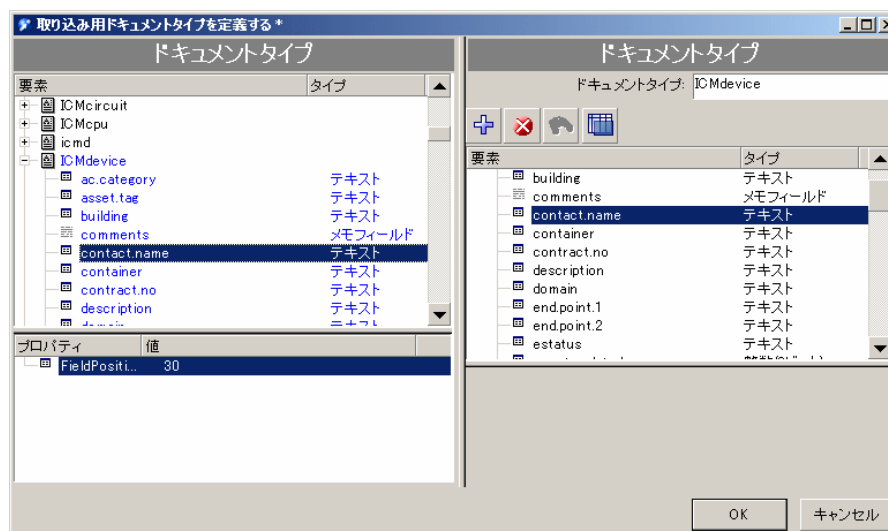 取り込み用ドキュメントタイプを定義する *
ドキュメントタイプ
要素 タイプ
ICMcircuit
ICMcpu
icmd
ICMdevice
ac.category テキスト
asset.tag テキスト
building テキスト
comments メモフィールド
contact.name テキスト
container テキスト
contract.no テキスト
description テキスト
プロパティ 値
FieldPositi... 30
ドキュメントタイプ
ドキュメントタイプ: ICMdevice
要素 タイプ
building テキスト
comments メモフィールド
contact.name テキスト
container テキスト
contract.no テキスト
description テキスト
domain テキスト
end.point.1 テキスト
end.point.2 テキスト
estatus テキスト
OK キャンセル